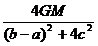 4GM
(b-a)² + 4c²